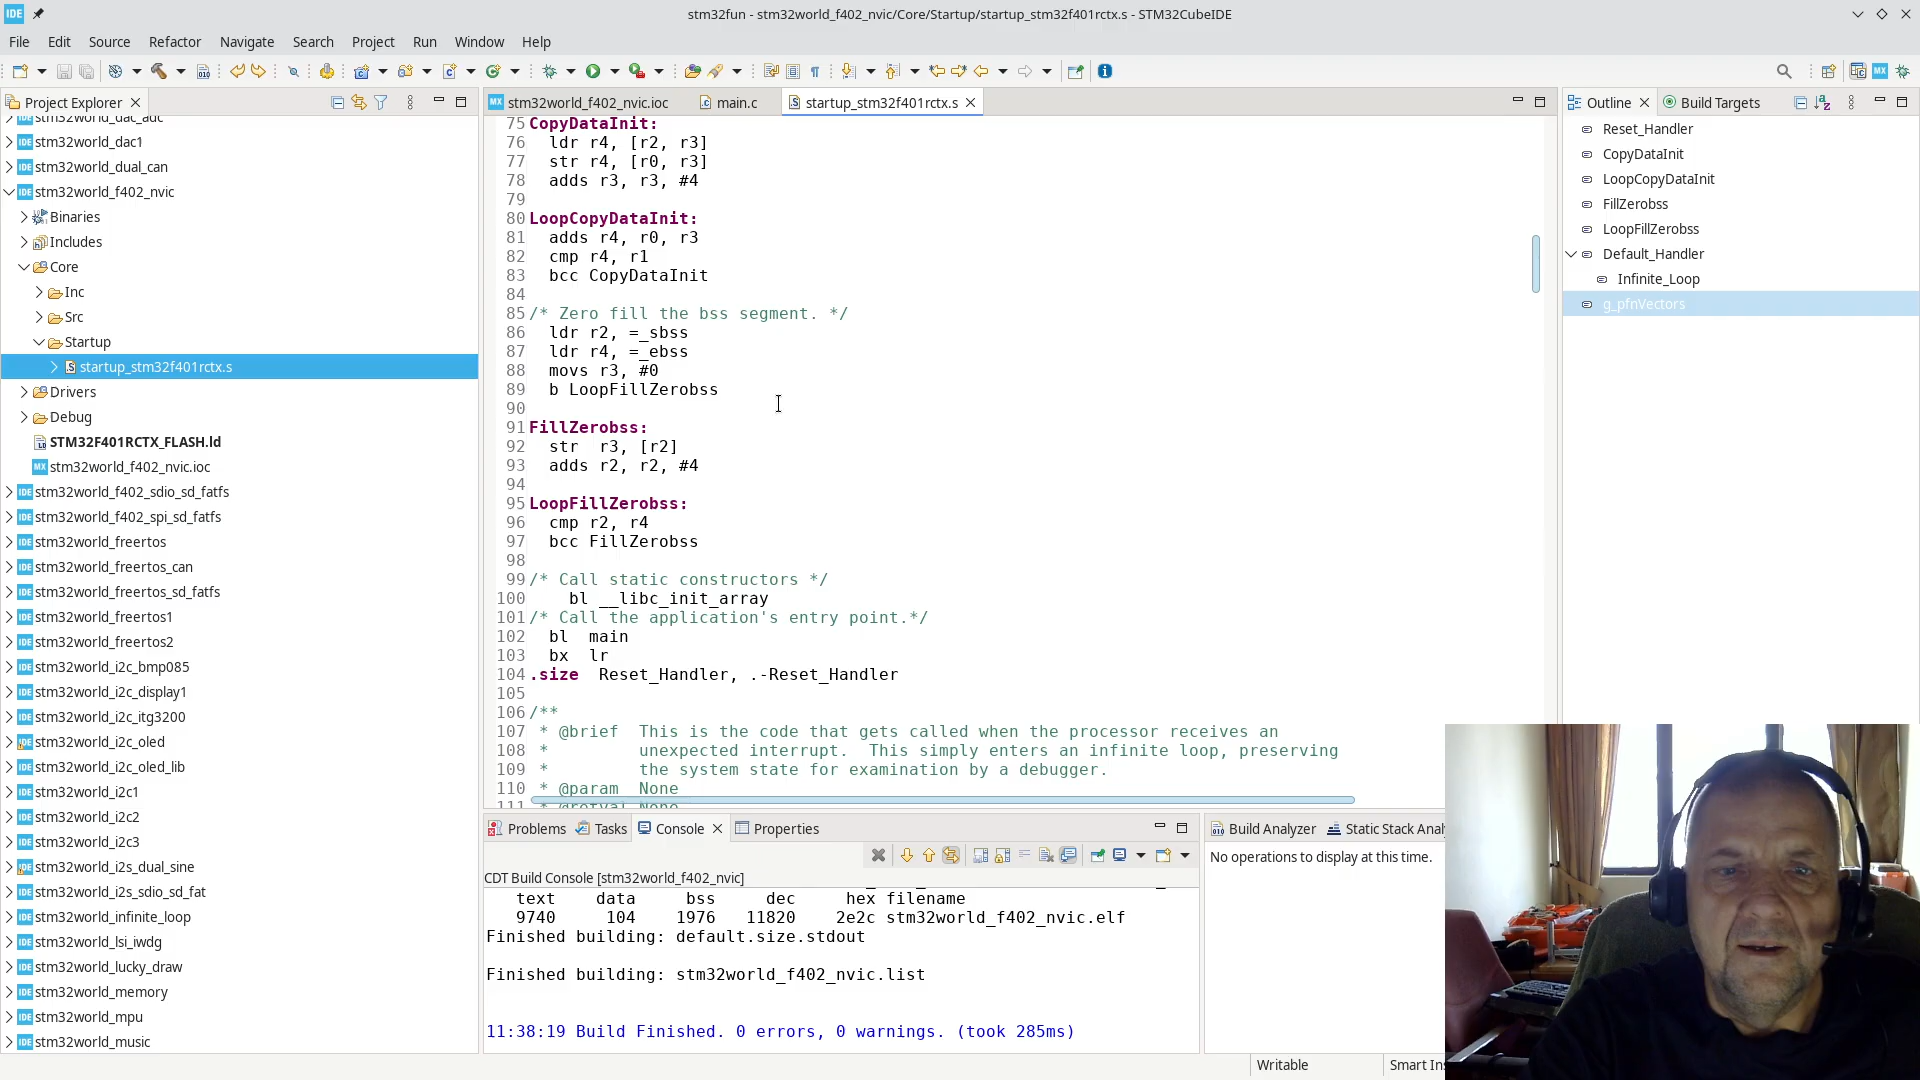 IDE
stm32fun - stm32world_f402_nvic/Core/Startup/startup_stm32f401rctx.s - STM32CubeIDE
File Edit Source Refactor Navigate Search Project Run Window Help
Project Explorer
stm32world_dac_adc
stm32world_dac1
stm32world_dual_can
stm32world_f402_nvic
Binaries
Includes
Core
Inc
Src
Startup
startup_stm32f401rctx.s
Drivers
Debug
STM32F401RCTX_FLASH.ld
stm32world_f402_nvic.ioc
stm32world_f402_sdio_sd_fatfs
stm32world_f402_spi_sd_fatfs
stm32world_freertos
stm32world_freertos_can
stm32world_freertos_sd_fatfs
stm32world_freertos1
stm32world_freertos2
stm32world_i2c_bmp085
stm32world_i2c_display1
stm32world_i2c_itg3200
stm32world_i2c_oled
stm32world_i2c_oled_lib
stm32world_i2c1
stm32world_i2c2
stm32world_i2c3
stm32world_i2s_dual_sine
stm32world_i2s_sdio_sd_fat
stm32world_infinite_loop
stm32world_lsi_iwdg
stm32world_lucky_draw
stm32world_memory
stm32world_mpu
stm32world_music
stm32world_f402_nvic.ioc main.c startup_stm32f401rctx.s
75 CopyDataInit:
76 ldr r4, [r2, r3]
77 str r4, [r0, r3]
78 adds r3, r3, #4
79
80 LoopCopyDataInit:
81 adds r4, r0, r3
82 cmp r4, r1
83 bcc CopyDataInit
84
85 /* Zero fill the bss segment. */
86 ldr r2, =_sbss
87 ldr r4, =_ebss
88 movs r3, #0
89 b LoopFillZerobss
90
91 FillZerobss:
92 str  r3, [r2]
93 adds r2, r2, #4
94
95 LoopFillZerobss:
96 cmp r2, r4
97 bcc FillZerobss
98
99 /* Call static constructors */
100 bl __libc_init_array
101 /* Call the application's entry point.*/
102 bl  main
103 bx  lr
104 .size  Reset_Handler, .-Reset_Handler
105
106 /**
107 * @brief  This is the code that gets called when the processor receives an
108 *         unexpected interrupt.  This simply enters an infinite loop, preserving
109 *         the system state for examination by a debugger.
110 * @param  None
111 * @retval None
Outline Build Targets
Reset_Handler
CopyDataInit
LoopCopyDataInit
FillZerobss
LoopFillZerobss
Default_Handler
Infinite_Loop
g_pfnVectors
Problems Tasks Console Properties
CDT Build Console [stm32world_f402_nvic]
text data bss dec hex filename
9740 104 1976 11820 2e2c stm32world_f402_nvic.elf
Finished building: default.size.stdout
Finished building: stm32world_f402_nvic.list
11:38:19 Build Finished. 0 errors, 0 warnings. (took 285ms)
Build Analyzer Static Stack Anal
No operations to display at this time.
Writable Smart Ins